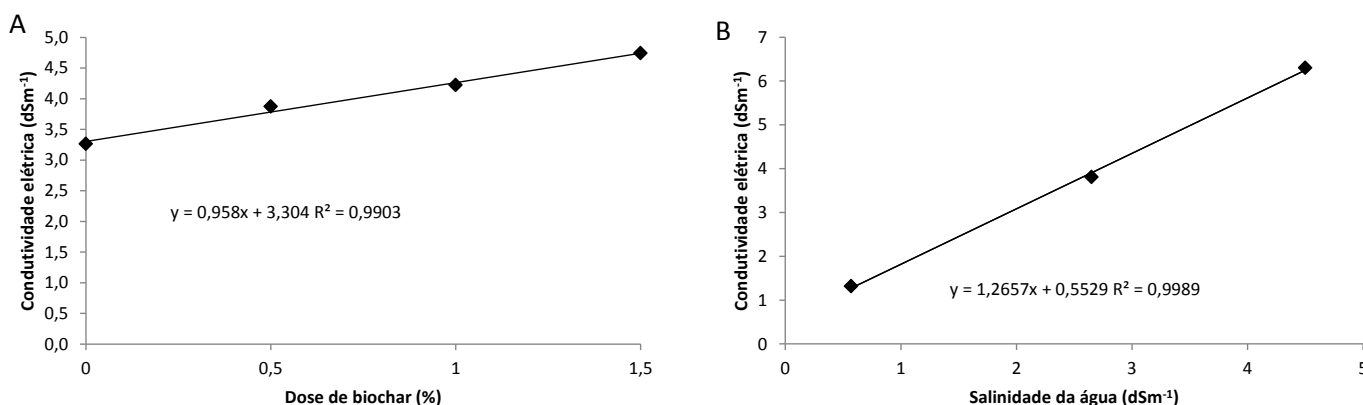 A
Condutividade elétrica (dSm⁻¹)
5,0
4,5
4,0
3,5
3,0
2,5
2,0
1,5
1,0
0,5
0,0
y = 0,958x + 3,304 R² = 0,9903
0 0,5 1 1,5
Dose de biochar (%)
B
Condutividade elétrica (dSm⁻¹)
7
6
5
4
3
2
1
0
y = 1,2657x + 0,5529 R² = 0,9989
0 1 2 3 4 5
Salinidade da água (dSm⁻¹)